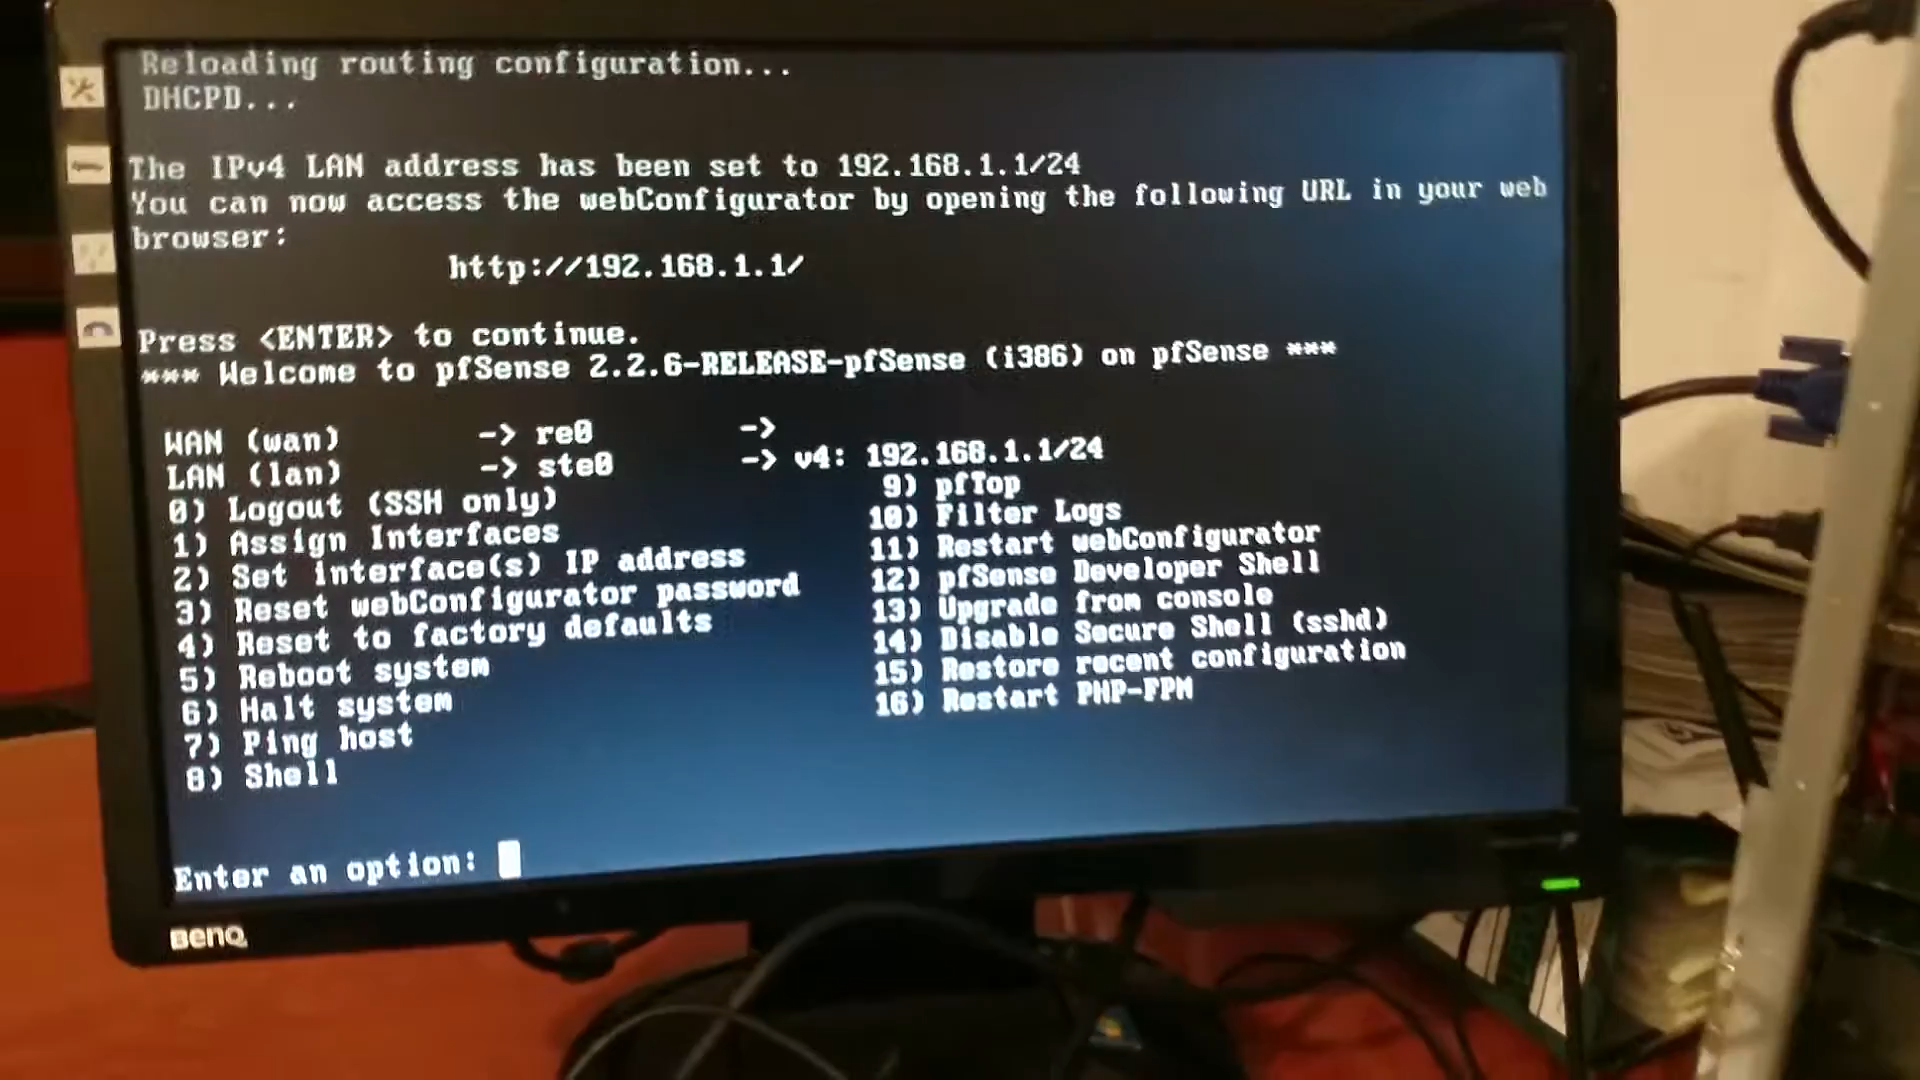 Reloading routing configuration...
DHCPD...
The IPv4 LAN address has been set to 192.168.1.1/24
You can now access the webConfigurator by opening the following URL in your web
browser:
http://192.168.1.1/
Press <ENTER> to continue.
*** Welcome to pfSense 2.2.6-RELEASE-pfSense (i386) on pfSense ***
WAN (wan) -> re0 ->
LAN (lan) -> ste0 -> v4: 192.168.1.1/24
0) Logout (SSH only)
1) Assign Interfaces
2) Set interface(s) IP address
3) Reset webConfigurator password
4) Reset to factory defaults
5) Reboot system
6) Halt system
7) Ping host
8) Shell
9) pfTop
10) Filter Logs
11) Restart webConfigurator
12) pfSense Developer Shell
13) Upgrade from console
14) Disable Secure Shell (sshd)
15) Restore recent configuration
16) Restart PHP-FPM
Enter an option:
BenQ